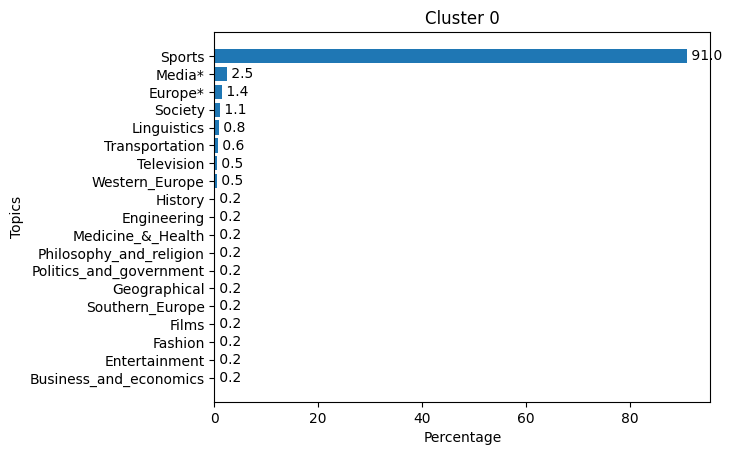 Cluster 0
Topics
Sports 91.0
Media* 2.5
Europe* 1.4
Society 1.1
Linguistics 0.8
Transportation 0.6
Television 0.5
Western_Europe 0.5
History 0.2
Engineering 0.2
Medicine_&_Health 0.2
Philosophy_and_religion 0.2
Politics_and_government 0.2
Geographical 0.2
Southern_Europe 0.2
Films 0.2
Fashion 0.2
Entertainment 0.2
Business_and_economics 0.2
0 20 40 60 80
Percentage